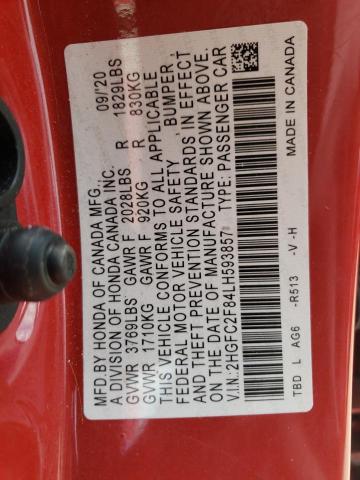 MFD.BY HONDA OF CANADA MFG., 09/'20
A DIVISION OF HONDA CANADA INC.
GVWR 3769LBS GAWR F 2028LBS R 1829LBS
GVWR 1710KG GAWR F 920KG R 830KG
THIS VEHICLE CONFORMS TO ALL APPLICABLE
FEDERAL MOTOR VEHICLE SAFETY, BUMPER,
AND THEFT PREVENTION STANDARDS IN EFFECT
ON THE DATE OF MANUFACTURE SHOWN ABOVE.
V.I.N.:2HGFC2F84LH593857 TYPE: PASSENGER CAR
TBD L AG6 -R513 -V -H MADE IN CANADA